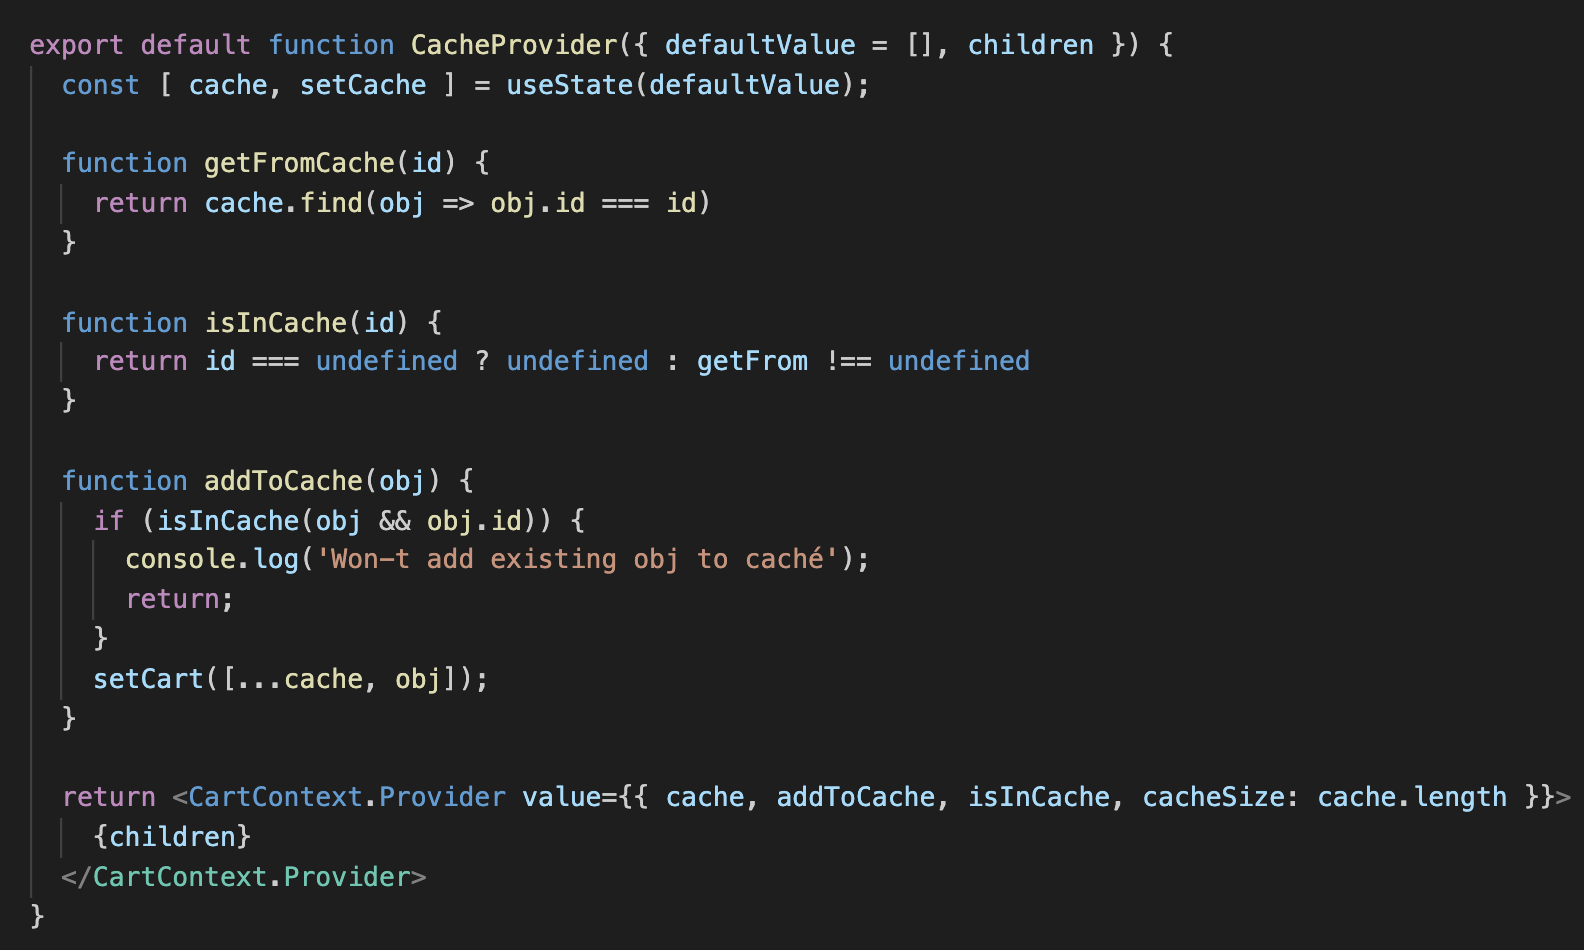 export default function CacheProvider({ defaultValue = [], children }) {
  const [ cache, setCache ] = useState(defaultValue);

  function getFromCache(id) {
    return cache.find(obj => obj.id === id)
  }

  function isInCache(id) {
    return id === undefined ? undefined : getFrom !== undefined
  }

  function addToCache(obj) {
    if (isInCache(obj && obj.id)) {
      console.log('Won-t add existing obj to caché');
      return;
    }
    setCart([...cache, obj]);
  }

  return <CartContext.Provider value={{ cache, addToCache, isInCache, cacheSize: cache.length }}>
    {children}
  </CartContext.Provider>
}